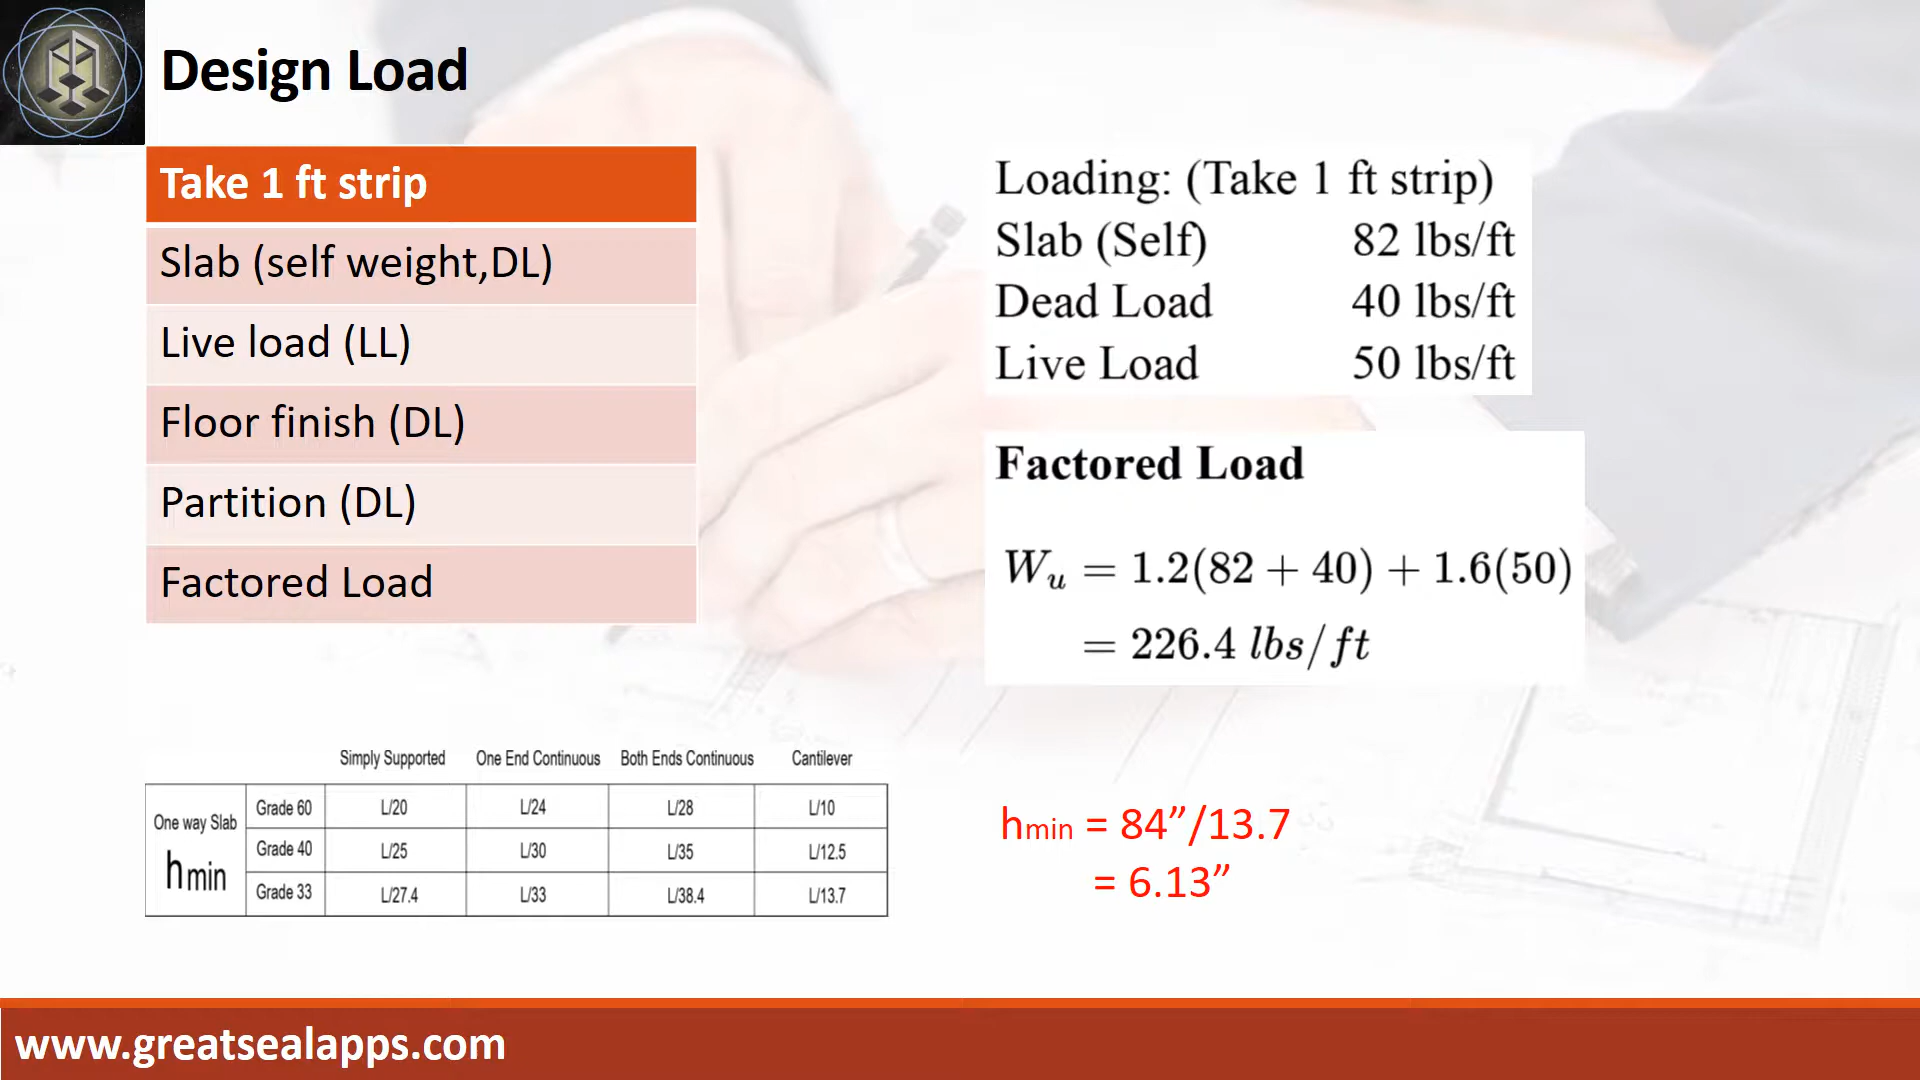 Design Load
Take 1 ft strip
Slab (self weight,DL)
Live load (LL)
Floor finish (DL)
Partition (DL)
Factored Load
Loading: (Take 1 ft strip)
Slab (Self) 82 lbs/ft
Dead Load 40 lbs/ft
Live Load 50 lbs/ft
Factored Load
Wu = 1.2(82 + 40) + 1.6(50)
= 226.4 lbs/ft
Simply Supported One End Continuous Both Ends Continuous Cantilever
One way Slab hmin
Grade 60 L/20 L/24 L/28 L/10
Grade 40 L/25 L/30 L/35 L/12.5
Grade 33 L/27.4 L/33 L/38.4 L/13.7
hmin = 84”/13.7
= 6.13”
www.greatsealapps.com